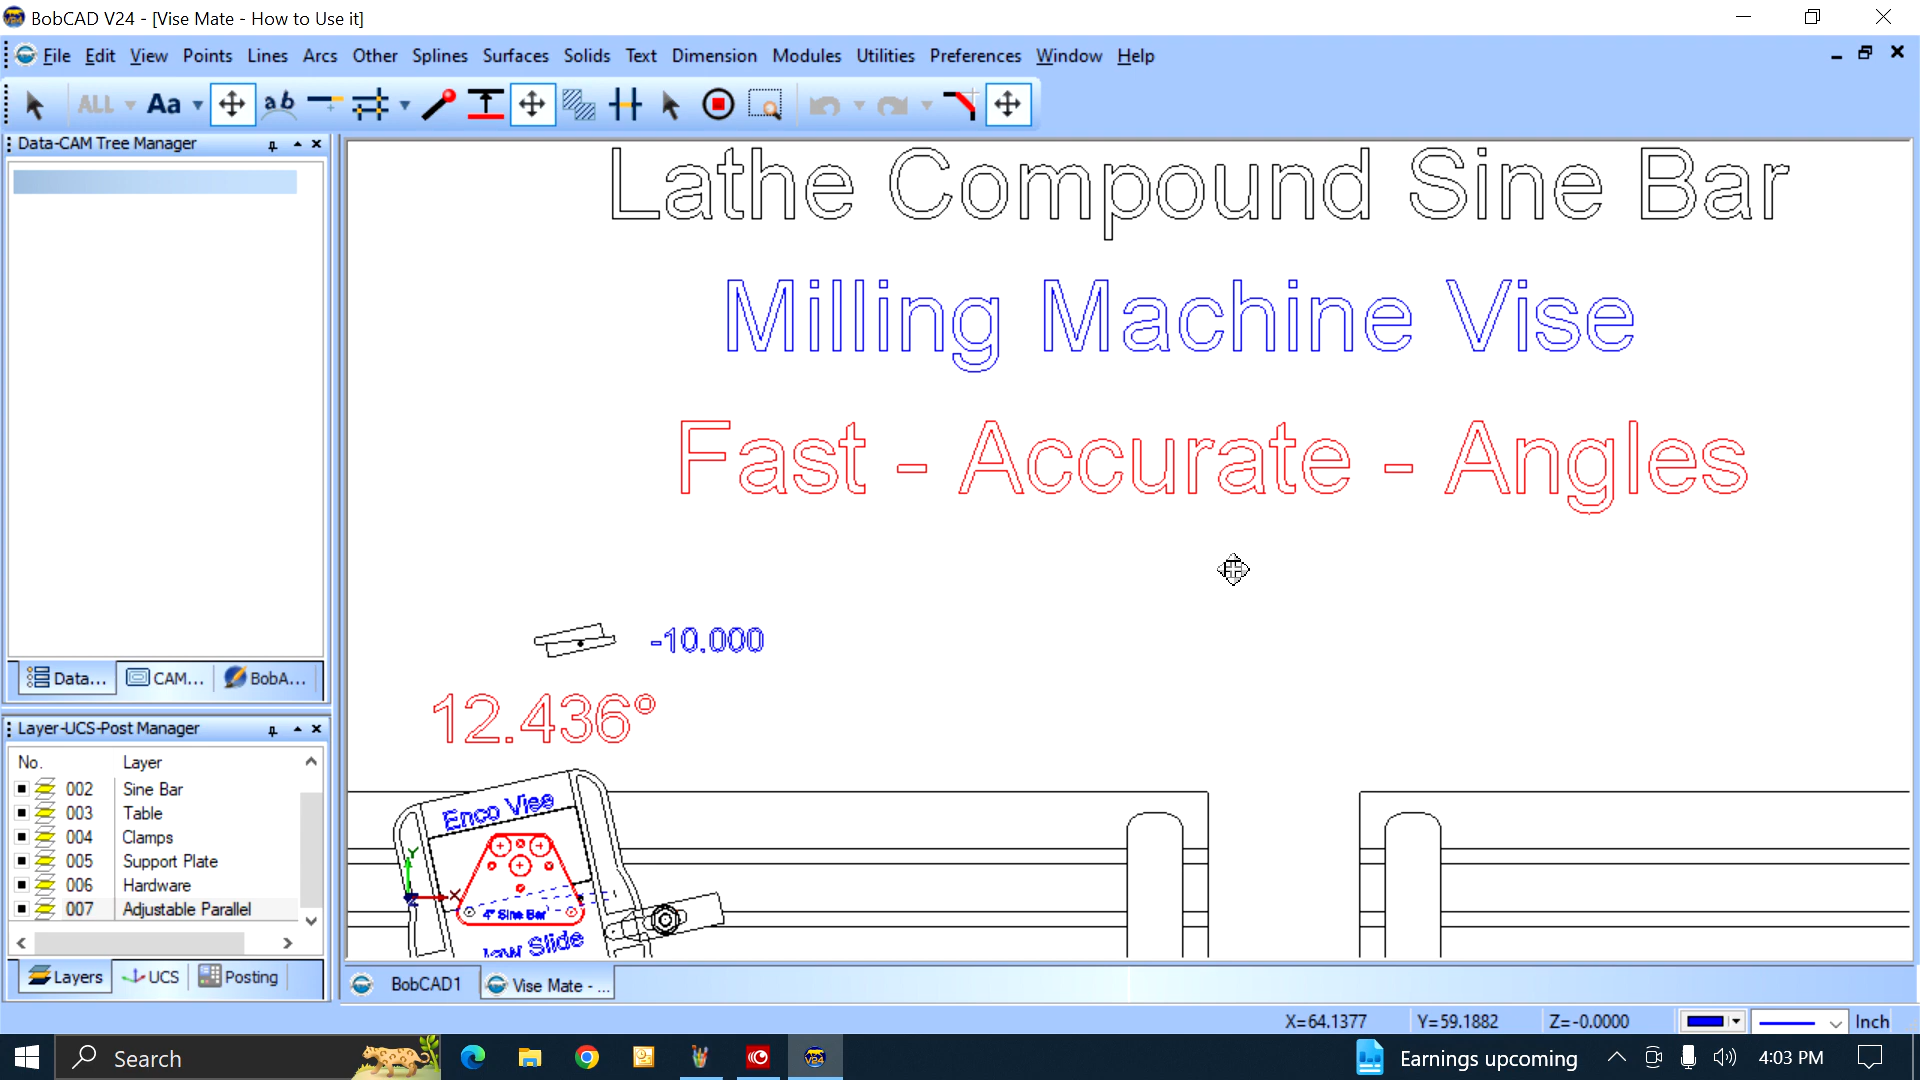 BobCAD V24 - [Vise Mate - How to Use it]
File Edit View Points Lines Arcs Other Splines Surfaces Solids Text Dimension Modules Utilities Preferences Window Help
ALL Aa ab
Data-CAM Tree Manager
Lathe Compound Sine Bar
Milling Machine Vise
Fast - Accurate - Angles
-10.000
12.436°
Enco Vise
Y
X
4" Sine Bar
Jaw Slide
Data... CAM... BobA...
Layer-UCS-Post Manager
No. Layer
002 Sine Bar
003 Table
004 Clamps
005 Support Plate
006 Hardware
007 Adjustable Parallel
Layers UCS Posting
BobCAD1 Vise Mate - ...
X=64.1377 Y=59.1882 Z=-0.0000 Inch
Search V24 Earnings upcoming 4:03 PM